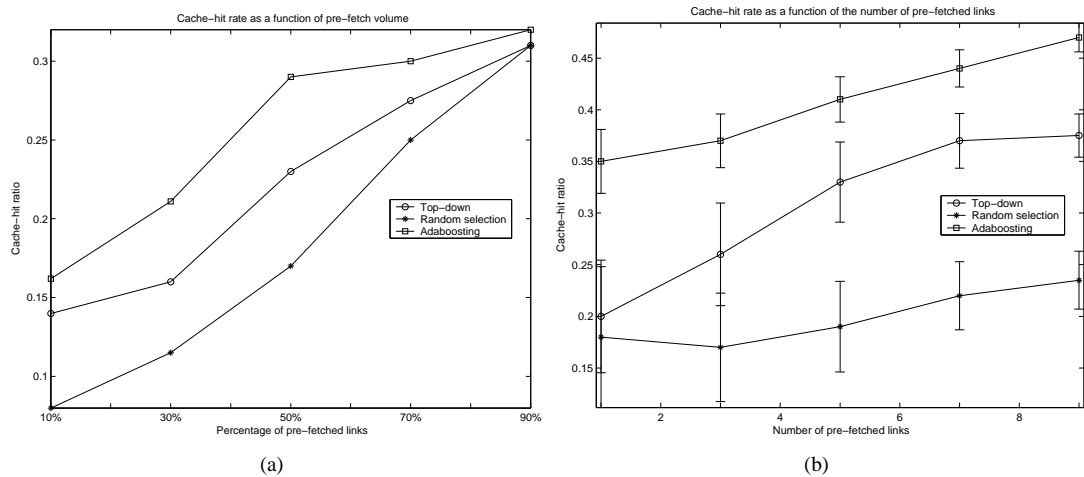 Cache−hit rate as a function of pre−fetch volume
0.3
0.25
0.2
0.15
0.1
Cache−hit ratio
Top−down
Random selection
Adaboosting
10% 30% 50% 70% 90%
Percentage of pre−fetched links
(a)
Cache−hit rate as a function of the number of pre−fetched links
0.45
0.4
0.35
0.3
0.25
0.2
0.15
Cache−hit ratio
Top−down
Random selection
Adaboosting
2 4 6 8
Number of pre−fetched links
(b)